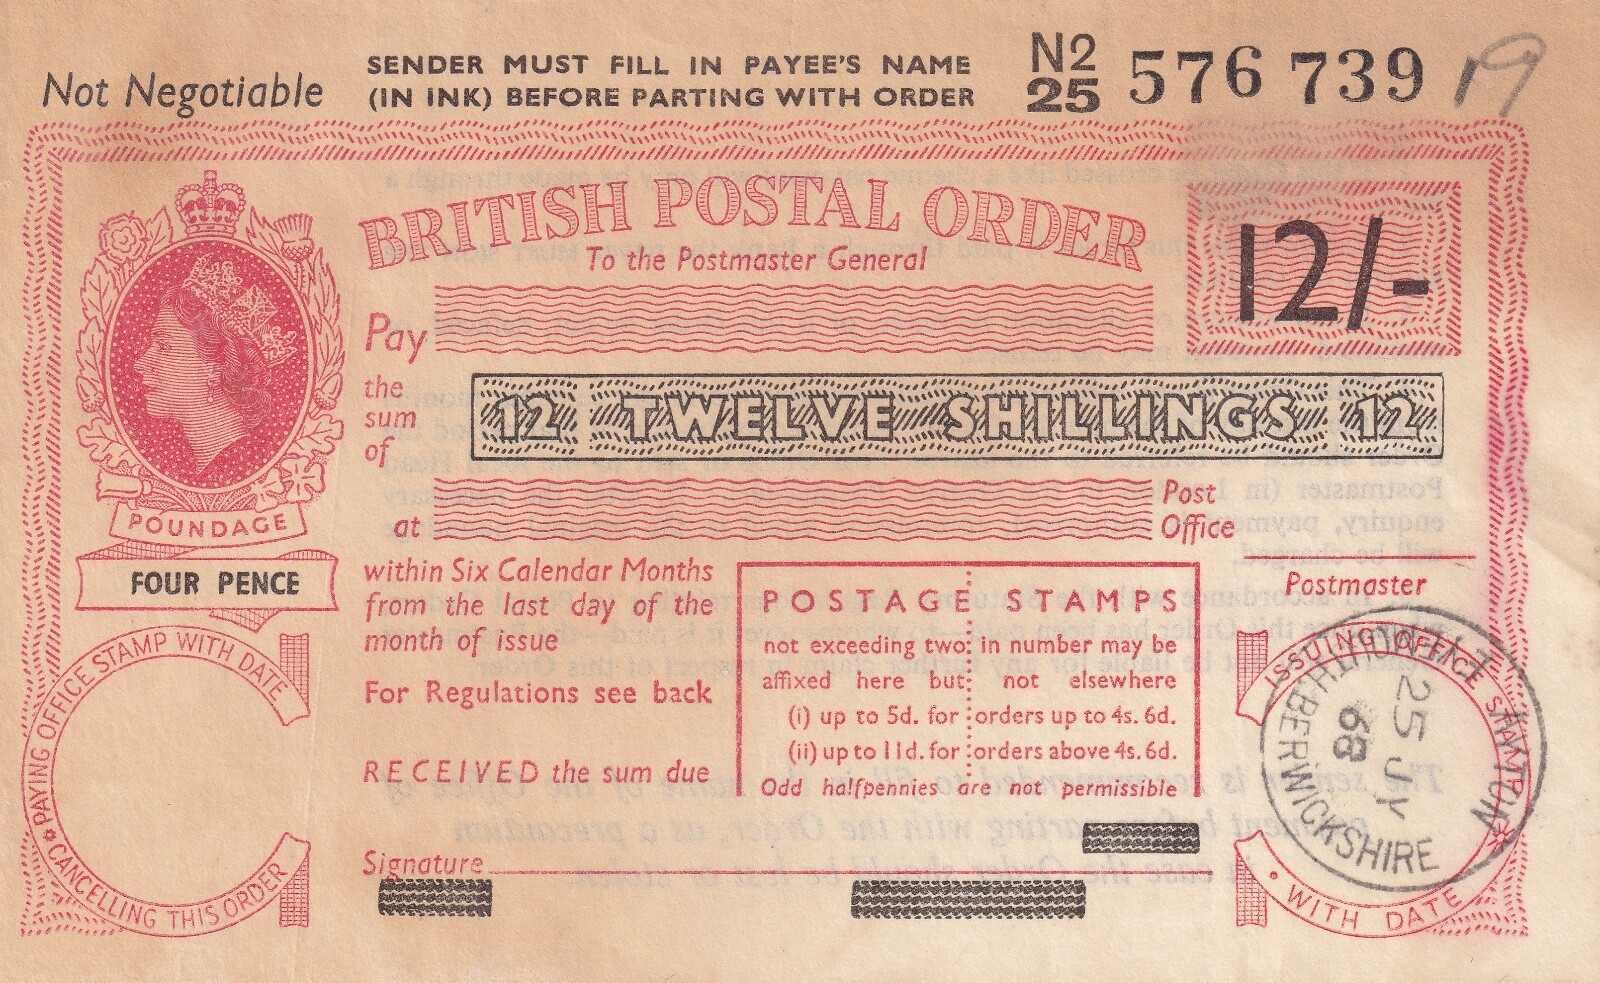 Not Negotiable
SENDER MUST FILL IN PAYEE'S NAME
(IN INK) BEFORE PARTING WITH ORDER
N2
25
576 739
19
BRITISH POSTAL ORDER
To the Postmaster General
12/-
Pay
the
sum
of
12 TWELVE SHILLINGS 12
at
Post
Office
POUNDAGE
FOUR PENCE
within Six Calendar Months
from the last day of the
month of issue
For Regulations see back
RECEIVED the sum due
Signature
POSTAGE STAMPS
not exceeding two in number may be
affixed here but not elsewhere
(i) up to 5d. for orders up to 4s. 6d.
(ii) up to 11d. for orders above 4s. 6d.
Odd halfpennies are not permissible
Postmaster
PAYING OFFICE STAMP WITH DATE
CANCELLING THIS ORDER
ISSUING OFFICE STAMP
WITH DATE
25 JY
68
BERWICKSHIRE